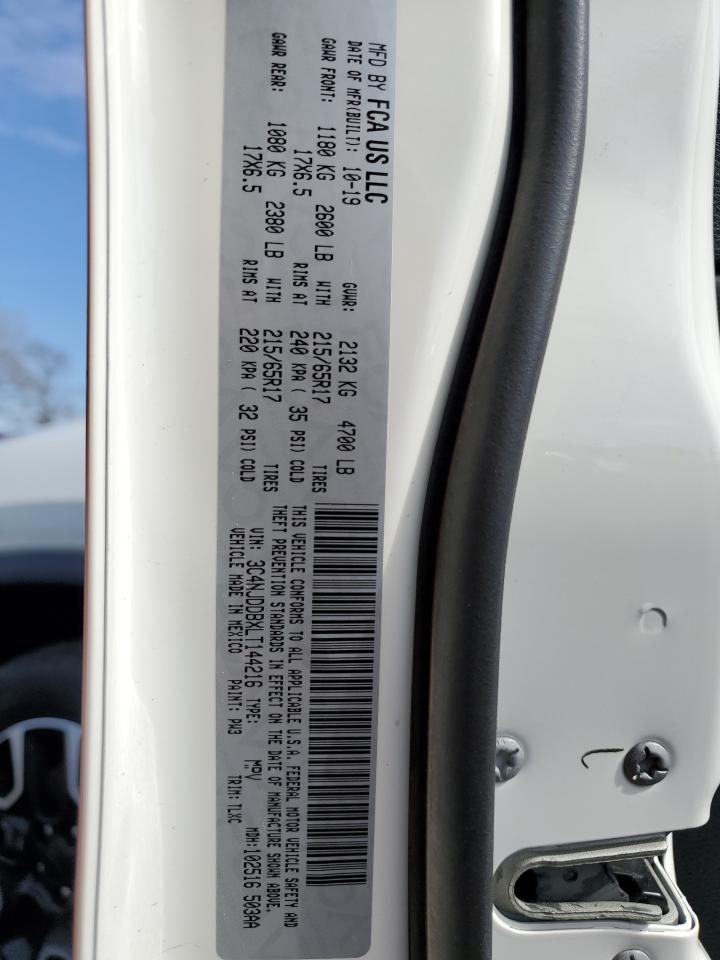 MFD BY FCA US LLC
DATE OF MFR(BUILT): 10-19 GVWR: 2132 KG 4700 LB
GAWR FRONT: 1180 KG 2600 LB WITH 215/65R17 TIRES
17X6.5 RIMS AT 240 KPA ( 35 PSI) COLD
GAWR REAR: 1080 KG 2380 LB WITH 215/65R17 TIRES
17X6.5 RIMS AT 220 KPA ( 32 PSI) COLD
THIS VEHICLE CONFORMS TO ALL APPLICABLE U.S.A. FEDERAL MOTOR VEHICLE SAFETY AND
THEFT PREVENTION STANDARDS IN EFFECT ON THE DATE OF MANUFACTURE SHOWN ABOVE.
VIN: 3C4NJDDBXLT144216 TYPE: MPV MDH:102516 503AA
VEHICLE MADE IN MEXICO PAINT: PW3 TRIM: TLXC